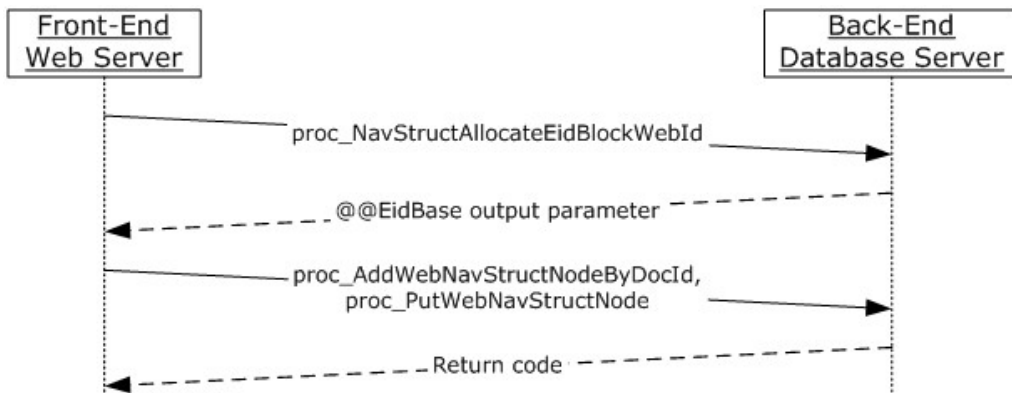 Front-End
Web Server
Back-End
Database Server
proc_NavStructAllocateEidBlockWebId
@@EidBase output parameter
proc_AddWebNavStructNodeByDocId,
proc_PutWebNavStructNode
Return code